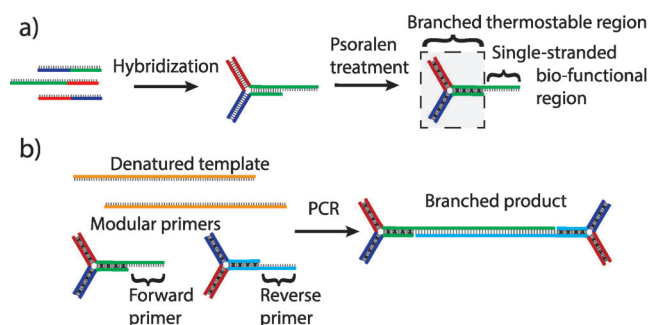 a)
Hybridization
Psoralen
treatment
Branched thermostable region
Single-stranded
bio-functional
region
b)
Denatured template
Modular primers
Forward
primer
Reverse
primer
PCR
Branched product